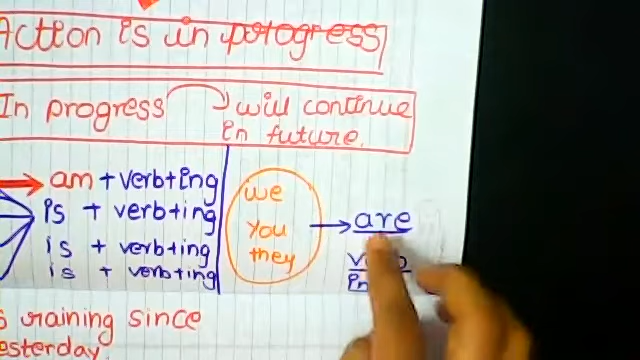 Action is in progress
In progress will continue
in future.
am + verb+ing
is + verb+ing
is + verb+ing
is + verb+ing
we
you
they
are
raining since
yesterday